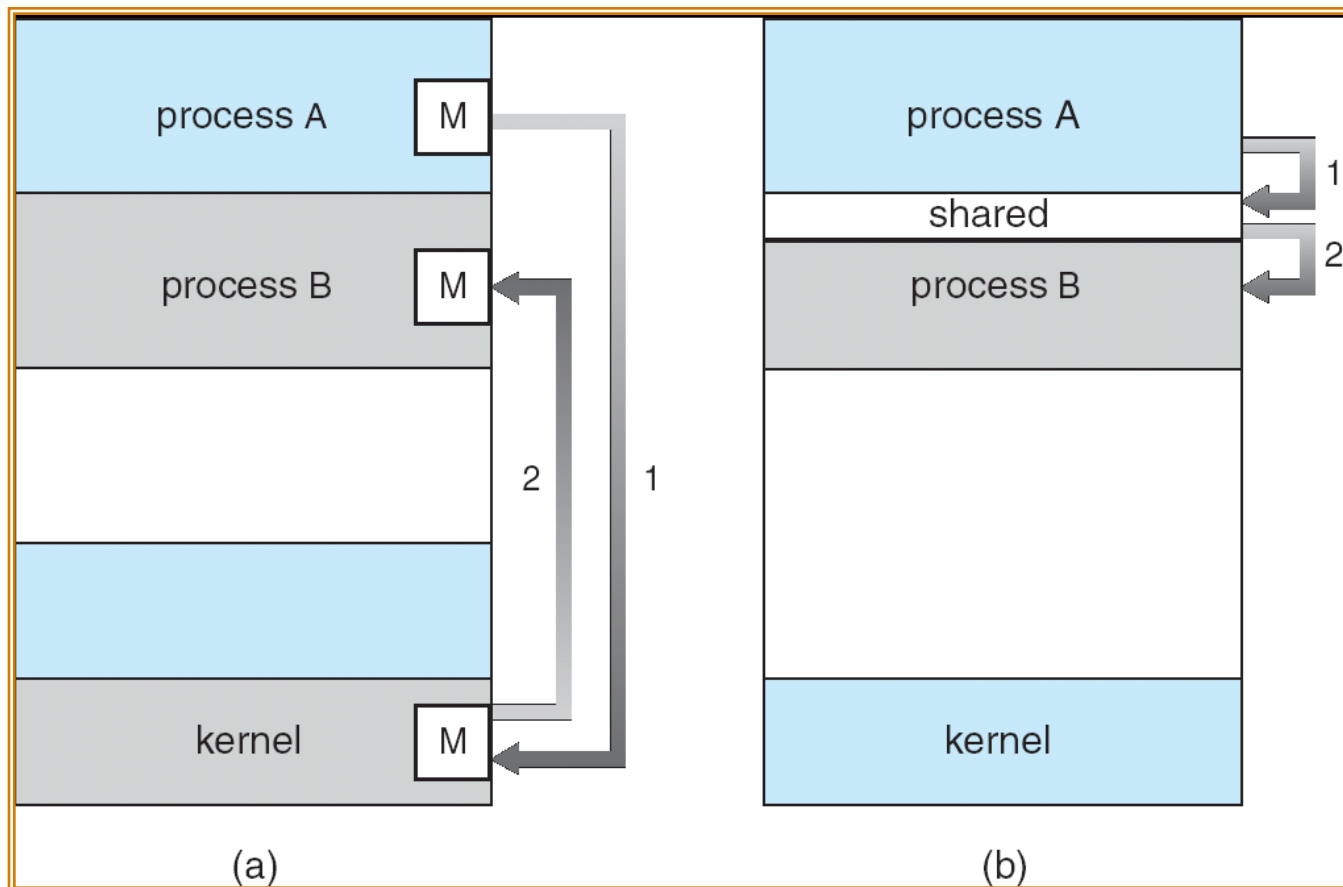 process A
M
process B
M
2
1
kernel
M
(a)
process A
1
shared
2
process B
kernel
(b)